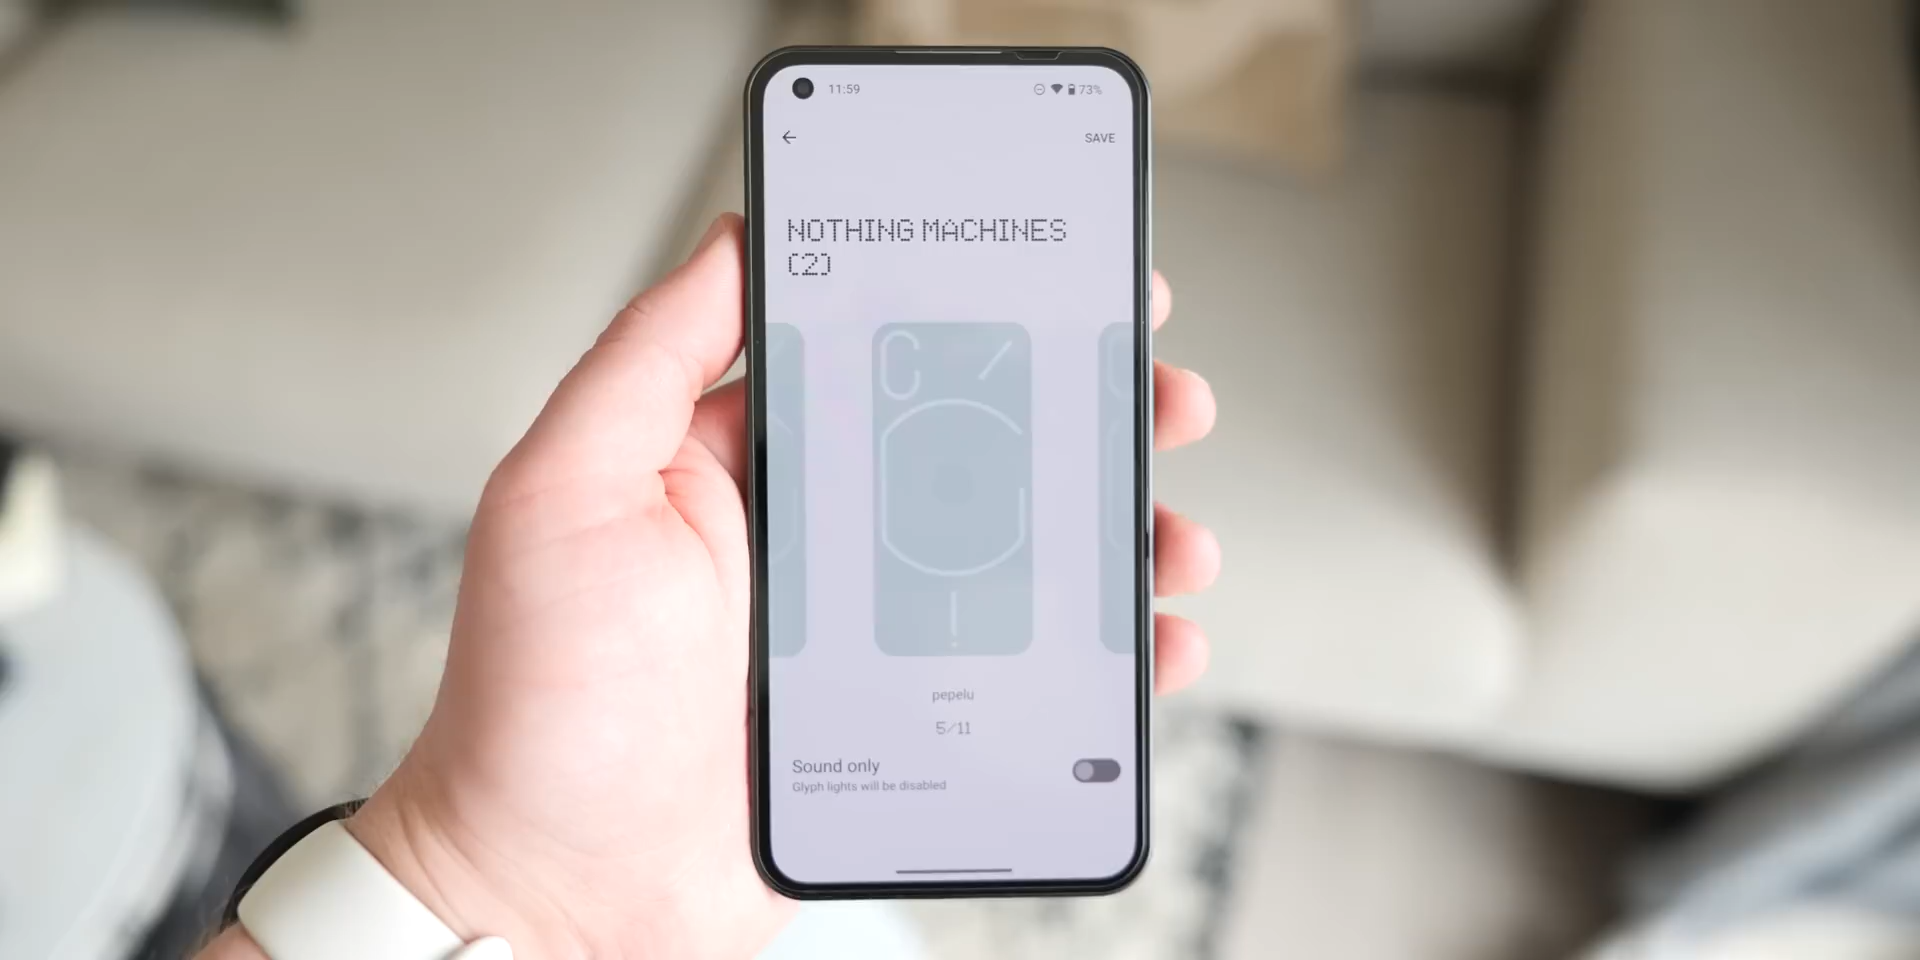 11:59
73%
SAVE
NOTHING MACHINES
(2)
pepelu
5/11
Sound only
Glyph lights will be disabled